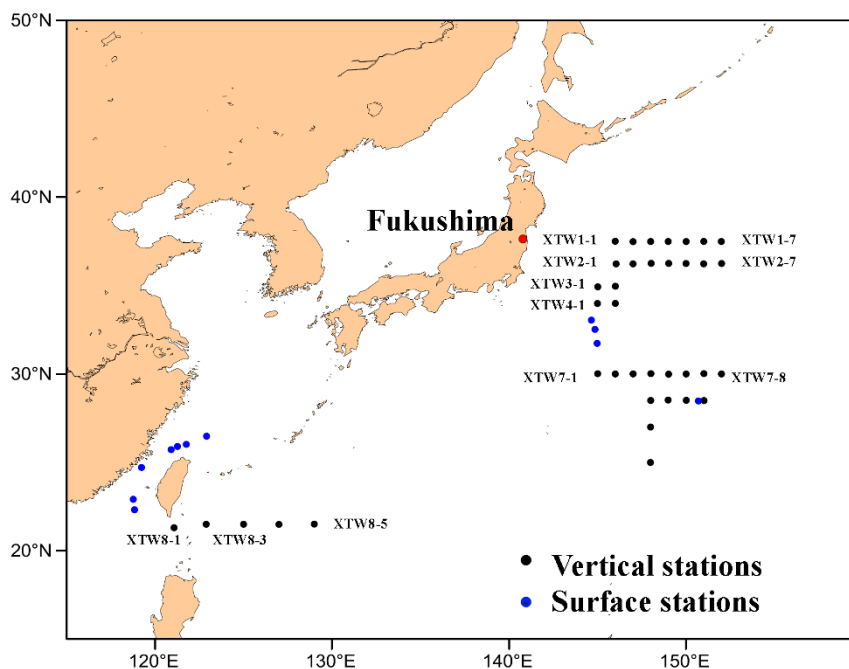 50°N
40°N
30°N
20°N
Fukushima
XTW1-1 XTW1-7
XTW2-1 XTW2-7
XTW3-1
XTW4-1
XTW7-1 XTW7-8
XTW8-1 XTW8-3 XTW8-5
Vertical stations
Surface stations
120°E 130°E 140°E 150°E